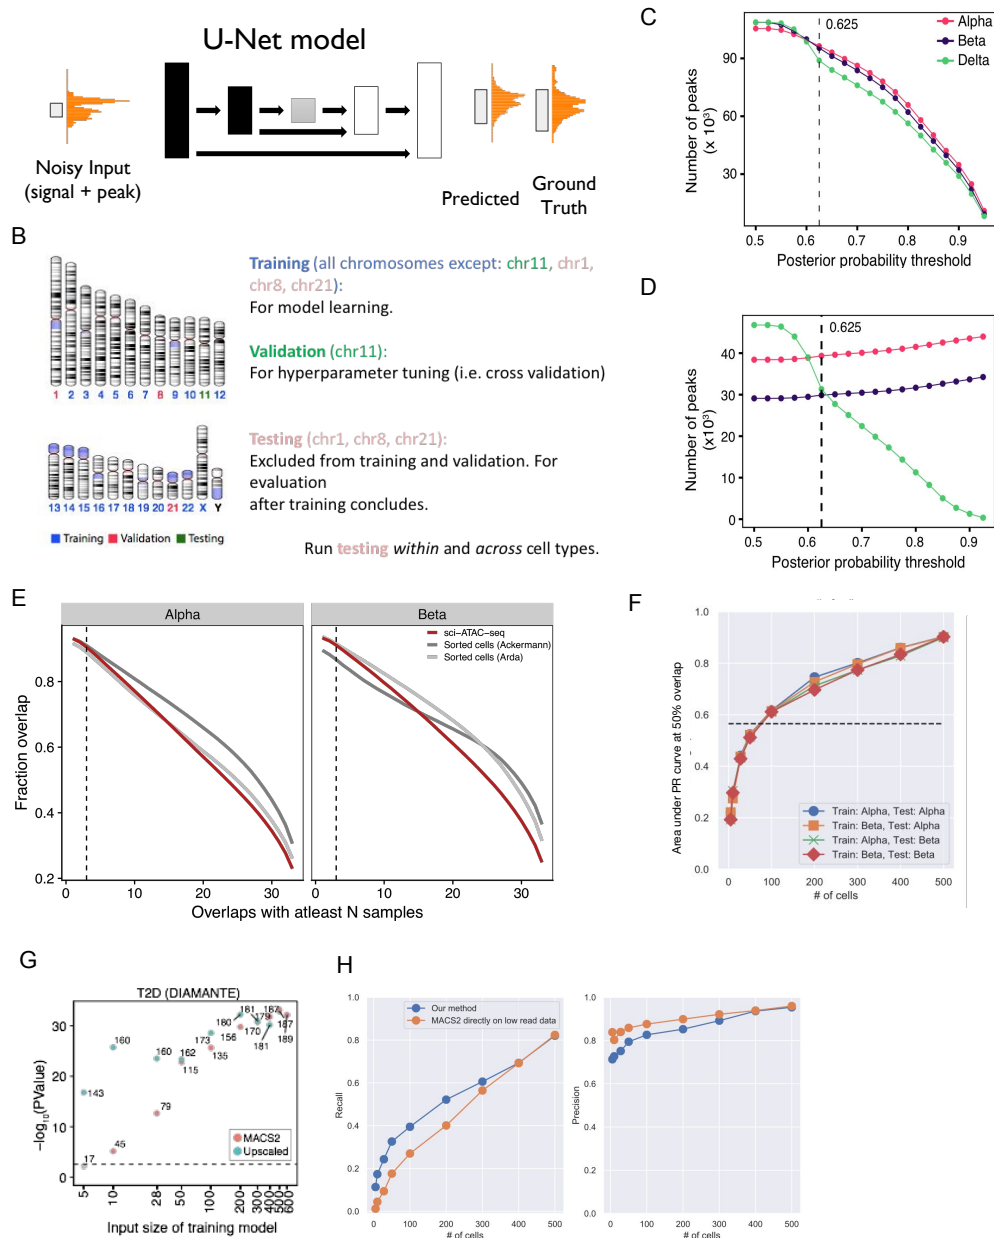 U-Net model
Noisy Input
(signal + peak)
Predicted
Ground
Truth
B
Training (all chromosomes except: chr11, chr1,
chr8, chr21):
For model learning.
Validation (chr11):
For hyperparameter tuning (i.e. cross validation)
Testing (chr1, chr8, chr21):
Excluded from training and validation. For
evaluation
after training concludes.
Run testing within and across cell types.
1 2 3 4 5 6 7 8 9 10 11 12
13 14 15 16 17 18 19 20 21 22 X Y
Training Validation Testing
C
0.625
Alpha
Beta
Delta
90
60
30
Number of peaks
(x 10³)
0.5 0.6 0.7 0.8 0.9
Posterior probability threshold
D
0.625
40
30
20
10
0
Number of peaks
(x10³)
0.5 0.6 0.7 0.8 0.9
Posterior probability threshold
E
Alpha
Beta
sci-ATAC-seq
Sorted cells (Ackermann)
Sorted cells (Arda)
Fraction overlap
0.8
0.6
0.4
0.2
0 10 20 30
0 10 20 30
Overlaps with atleast N samples
F
Area under PR curve at 50% overlap
1.0
0.8
0.6
0.4
0.2
0.0
Train: Alpha, Test: Alpha
Train: Beta, Test: Alpha
Train: Alpha, Test: Beta
Train: Beta, Test: Beta
0 100 200 300 400 500
# of cells
G
T2D (DIAMANTE)
−log₁₀(PValue)
30
20
10
0
143
17
160
45
160
79
162
115
173
135
180
156
181
170
179
181
187
187
189
MACS2
Upscaled
5 10 28 50 100 200 300 400 500 600
Input size of training model
H
Our method
MACS2 directly on low read data
Recall
1.0
0.8
0.6
0.4
0.2
0.0
0 100 200 300 400 500
# of cells
Precision
1.0
0.8
0.6
0.4
0.2
0.0
0 100 200 300 400 500
# of cells